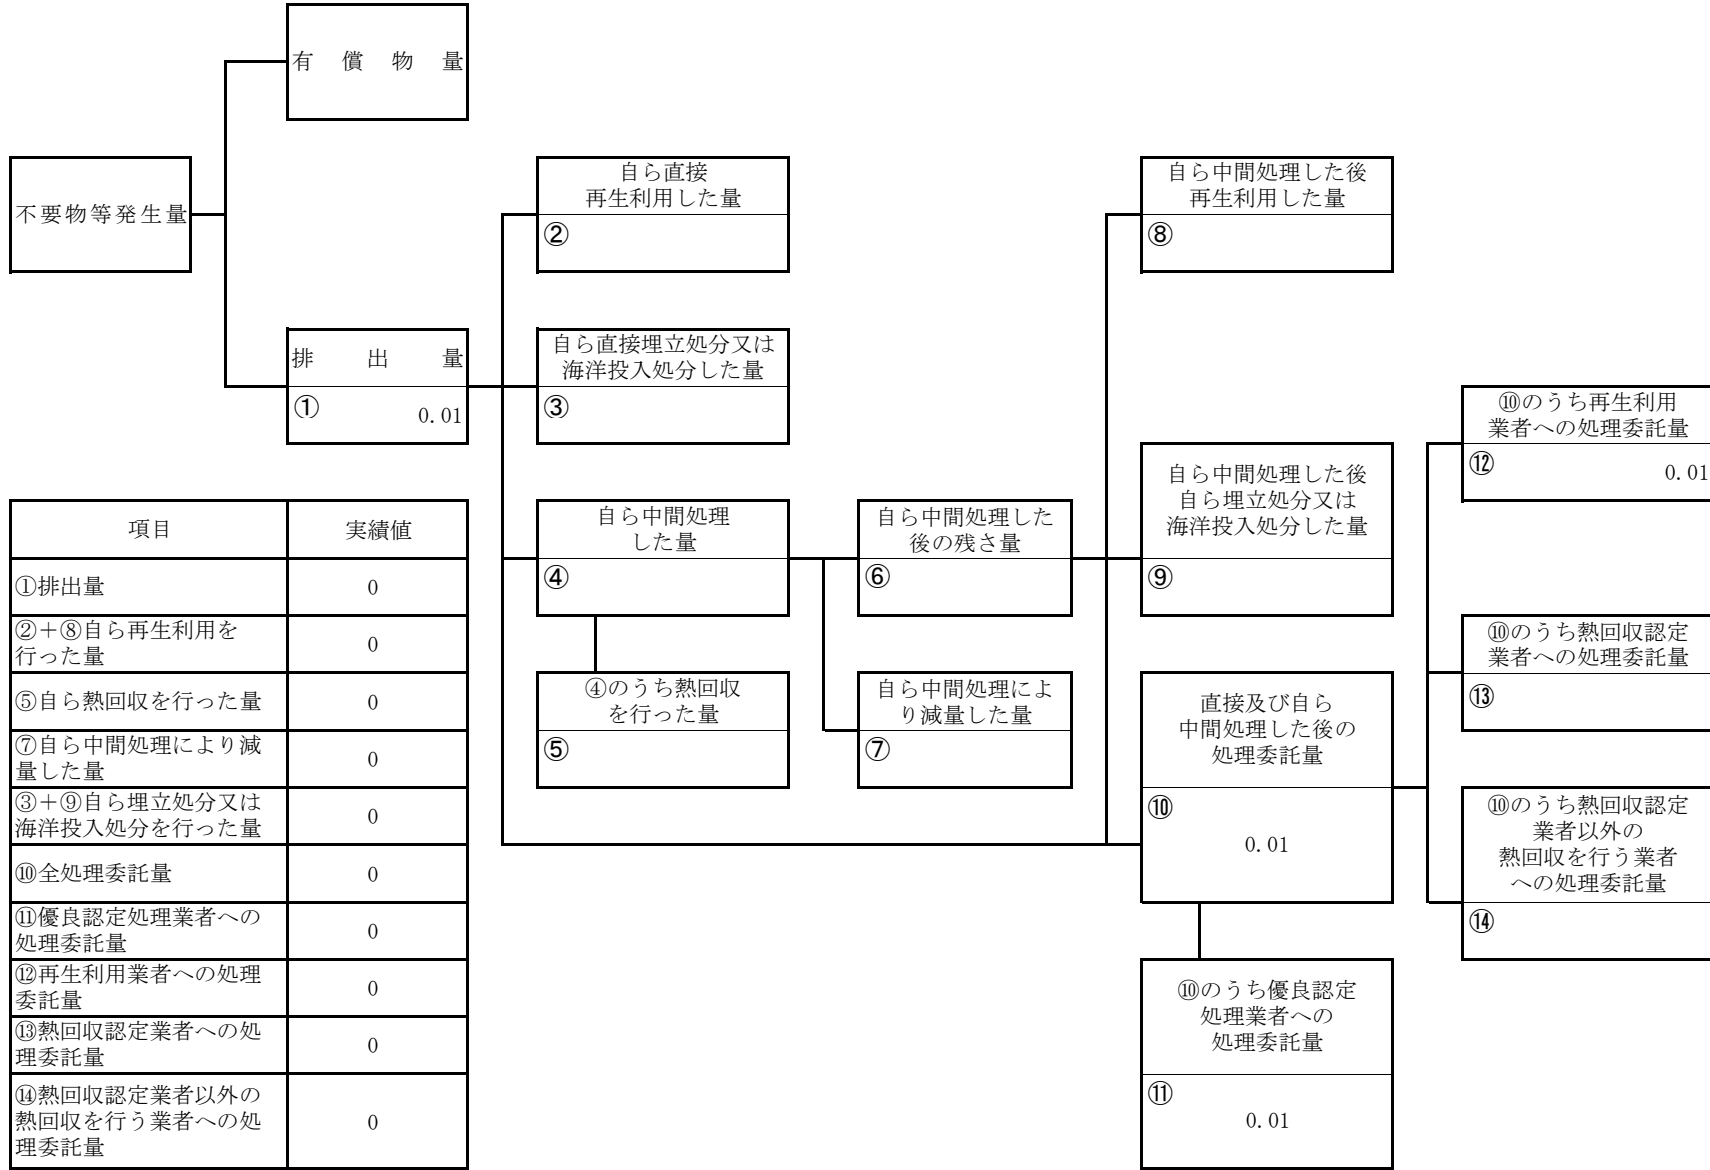 有償物量
不要物等発生量
排出量
①
0.01
自ら直接
再生利用した量
②
自ら直接埋立処分又は
海洋投入処分した量
③
自ら中間処理
した量
④
④のうち熱回収
を行った量
⑤
自ら中間処理した
後の残さ量
⑥
自ら中間処理によ
り減量した量
⑦
自ら中間処理した後
再生利用した量
⑧
自ら中間処理した後
自ら埋立処分又は
海洋投入処分した量
⑨
直接及び自ら
中間処理した後の
処理委託量
⑩
0.01
⑩のうち優良認定
処理業者への
処理委託量
⑪
0.01
⑩のうち再生利用
業者への処理委託量
⑫
0.01
⑩のうち熱回収認定
業者への処理委託量
⑬
⑩のうち熱回収認定
業者以外の
熱回収を行う業者
への処理委託量
⑭
項目 実績値
①排出量 0
②＋⑧自ら再生利用を
行った量 0
⑤自ら熱回収を行った量 0
⑦自ら中間処理により減
量した量 0
③＋⑨自ら埋立処分又は
海洋投入処分を行った量 0
⑩全処理委託量 0
⑪優良認定処理業者への
処理委託量 0
⑫再生利用業者への処理
委託量 0
⑬熱回収認定業者への処
理委託量 0
⑭熱回収認定業者以外の
熱回収を行う業者への処
理委託量 0